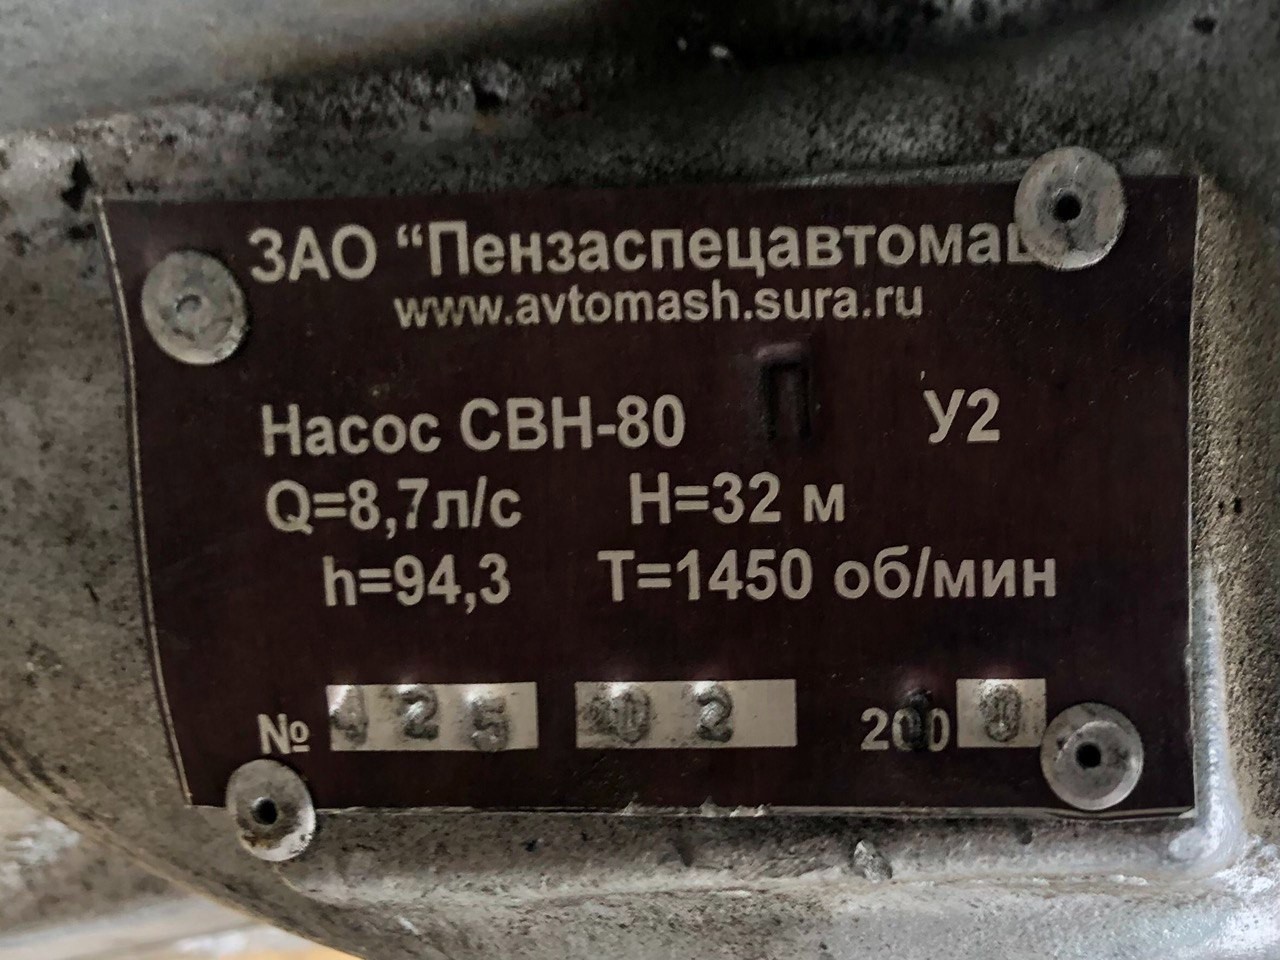 ЗАО “Пензаспецавтомаш
www.avtomash.sura.ru
Насос СВН-80 П У2
Q=8,7л/с H=32 м
h=94,3 T=1450 об/мин
№ 425 02 200